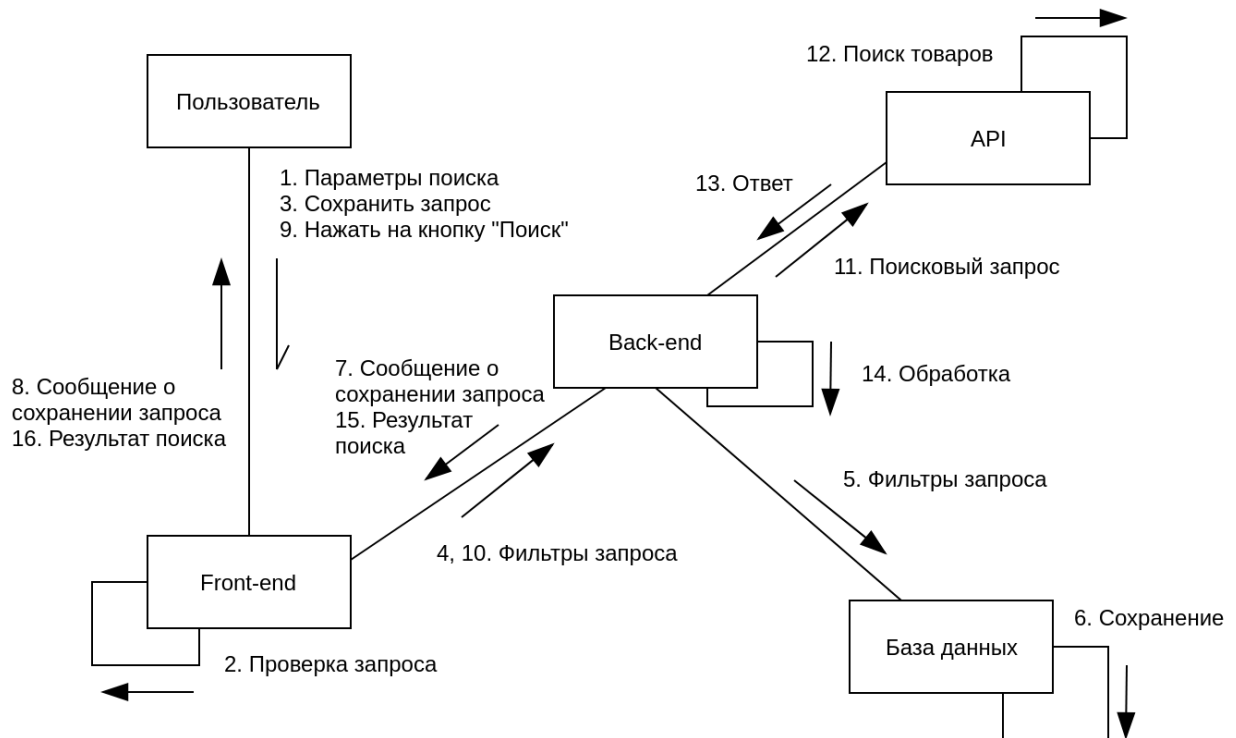 12. Поиск товаров
Пользователь
API
1. Параметры поиска
3. Сохранить запрос
9. Нажать на кнопку "Поиск"
13. Ответ
11. Поисковый запрос
Back-end
7. Сообщение о
сохранении запроса
15. Результат
поиска
14. Обработка
8. Сообщение о
сохранении запроса
16. Результат поиска
5. Фильтры запроса
4, 10. Фильтры запроса
Front-end
6. Сохранение
База данных
2. Проверка запроса